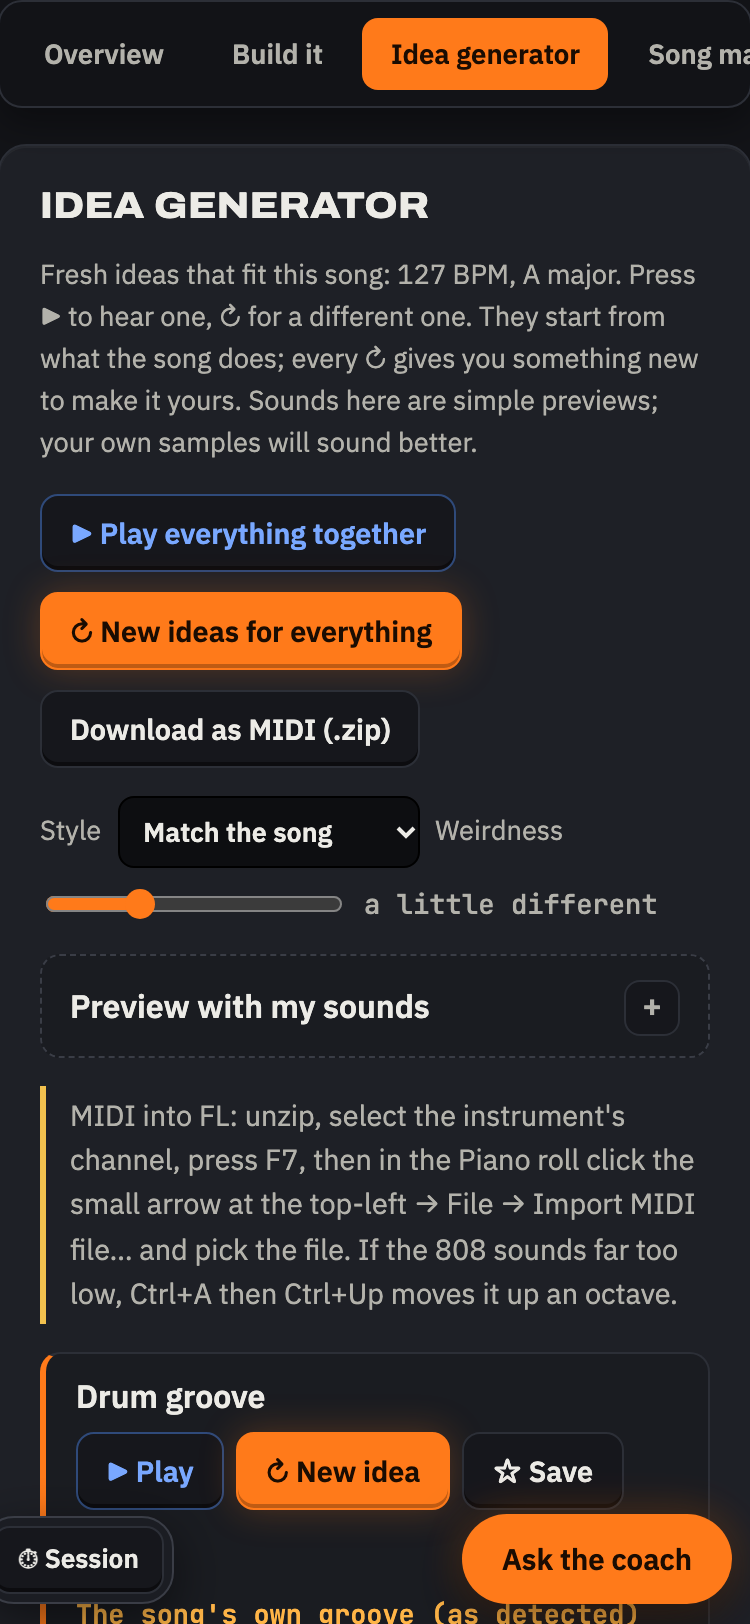 Overview Build it Idea generator Song ma
IDEA GENERATOR
Fresh ideas that fit this song: 127 BPM, A major. Press
▶ to hear one, ↻ for a different one. They start from
what the song does; every ↻ gives you something new
to make it yours. Sounds here are simple previews;
your own samples will sound better.
▶ Play everything together
↻ New ideas for everything
Download as MIDI (.zip)
Style Match the song Weirdness
a little different
Preview with my sounds +
MIDI into FL: unzip, select the instrument's
channel, press F7, then in the Piano roll click the
small arrow at the top-left → File → Import MIDI
file... and pick the file. If the 808 sounds far too
low, Ctrl+A then Ctrl+Up moves it up an octave.
Drum groove
▶ Play ↻ New idea ☆ Save
⏱ Session Ask the coach
The song's own groove (as detected)